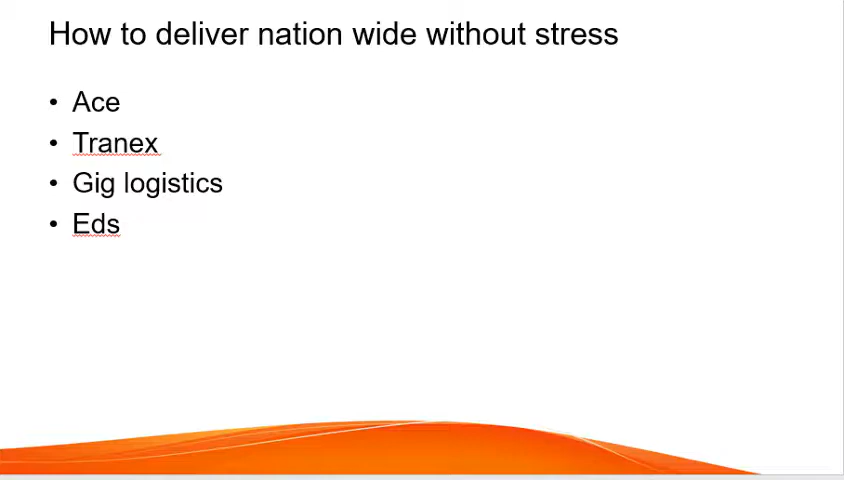 How to deliver nation wide without stress
• Ace
• Tranex
• Gig logistics
• Eds